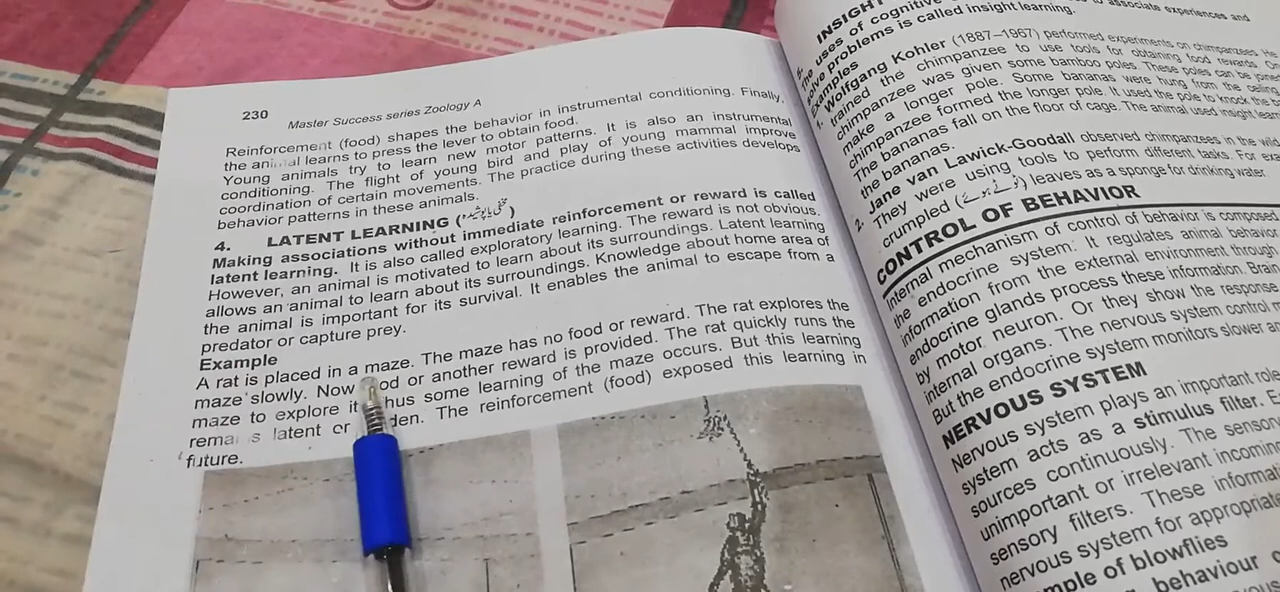 230
Master Success series Zoology A
Reinforcement (food) shapes the behavior in instrumental conditioning. Finally,
the animal learns to press the lever to obtain food.
Young animals try to learn new motor patterns. It is also an instrumental
conditioning. The flight of young bird and play of young mammal improve
coordination of certain movements. The practice during these activities develops
behavior patterns in these animals.
4. LATENT LEARNING ( )
Making associations without immediate reinforcement or reward is called
latent learning. It is also called exploratory learning. The reward is not obvious.
However, an animal is motivated to learn about its surroundings. Latent learning
allows an animal to learn about its surroundings. Knowledge about home area of
the animal is important for its survival. It enables the animal to escape from a
predator or capture prey.
Example
A rat is placed in a maze. The maze has no food or reward. The rat explores the
maze slowly. Now food or another reward is provided. The rat quickly runs the
maze to explore it. Thus some learning of the maze occurs. But this learning
remains latent or hidden. The reinforcement (food) exposed this learning in
future.
associate experiences and
INSIGHT
The uses of cognitive
solve problems is called insight learning.
Examples
1. Wolfgang Kohler (1887–1967) performed experiments on chimpanzees. He
trained the chimpanzee to use tools for obtaining food rewards. On
chimpanzee was given some bamboo poles. These poles can be joined
make a longer pole. Some bananas were hung from the ceiling
chimpanzee formed the longer pole. It used the pole to knock the b
The bananas fall on the floor of cage. The animal used insight learn
the bananas.
2. Jane van Lawick-Goodall observed chimpanzees in the wild
They were using tools to perform different tasks. For exa
crumpled ( ) leaves as a sponge for drinking water.
CONTROL OF BEHAVIOR
Internal mechanism of control of behavior is composed
the endocrine system. It regulates animal behavior
information from the external environment through
endocrine glands process these information. Brain
by motor neuron. Or they show the response
internal organs. The nervous system control m
But the endocrine system monitors slower a
NERVOUS SYSTEM
Nervous system plays an important role
system acts as a stimulus filter. E
sources continuously. The sensor
unimportant or irrelevant incomin
sensory filters. These informat
nervous system for appropriat
mple of blowflies
behaviour